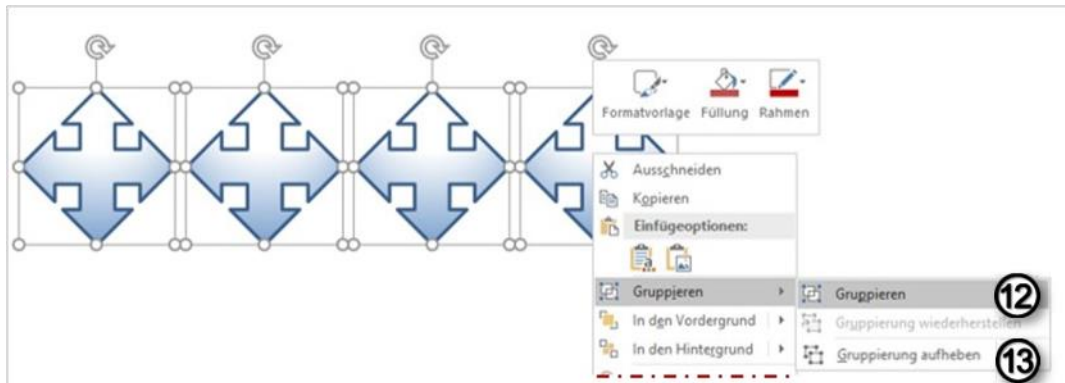 Formatvorlage Füllung Rahmen
Ausschneiden
Kopieren
Einfügeoptionen:
a
Gruppieren
Gruppieren 12
In den Vordergrund
Gruppierung wiederherstellen
In den Hintergrund
Gruppierung aufheben 13